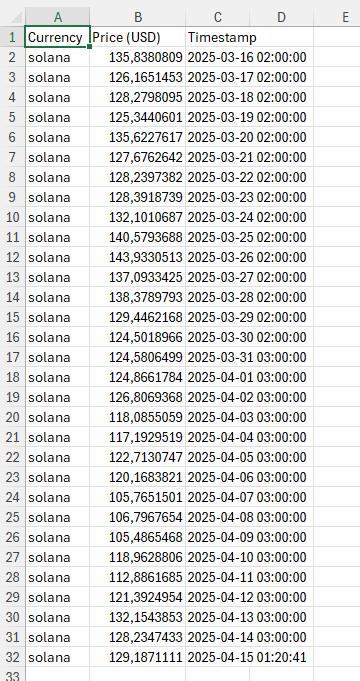 A B C D E
1 Currency Price (USD) Timestamp
2 solana 135,8380809 2025-03-16 02:00:00
3 solana 126,1651453 2025-03-17 02:00:00
4 solana 128,2798095 2025-03-18 02:00:00
5 solana 125,3440601 2025-03-19 02:00:00
6 solana 135,6227617 2025-03-20 02:00:00
7 solana 127,6762642 2025-03-21 02:00:00
8 solana 128,2397382 2025-03-22 02:00:00
9 solana 128,3918739 2025-03-23 02:00:00
10 solana 132,1010687 2025-03-24 02:00:00
11 solana 140,5793688 2025-03-25 02:00:00
12 solana 143,9330513 2025-03-26 02:00:00
13 solana 137,0933425 2025-03-27 02:00:00
14 solana 138,3789793 2025-03-28 02:00:00
15 solana 129,4462168 2025-03-29 02:00:00
16 solana 124,5018966 2025-03-30 02:00:00
17 solana 124,5806499 2025-03-31 03:00:00
18 solana 124,8661784 2025-04-01 03:00:00
19 solana 126,8069368 2025-04-02 03:00:00
20 solana 118,0855059 2025-04-03 03:00:00
21 solana 117,1929519 2025-04-04 03:00:00
22 solana 122,7130747 2025-04-05 03:00:00
23 solana 120,1683821 2025-04-06 03:00:00
24 solana 105,7651501 2025-04-07 03:00:00
25 solana 106,7967654 2025-04-08 03:00:00
26 solana 105,4865468 2025-04-09 03:00:00
27 solana 118,9628806 2025-04-10 03:00:00
28 solana 112,8861685 2025-04-11 03:00:00
29 solana 121,3924954 2025-04-12 03:00:00
30 solana 132,1543853 2025-04-13 03:00:00
31 solana 128,2347433 2025-04-14 03:00:00
32 solana 129,1871111 2025-04-15 01:20:41
33